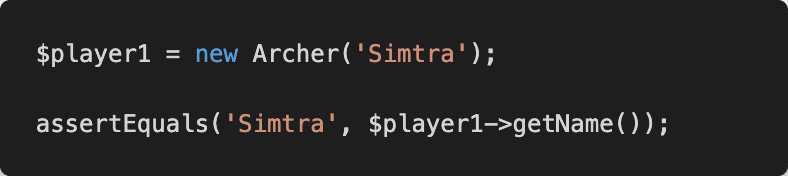 $player1 = new Archer('Simtra');
assertEquals('Simtra', $player1->getName());